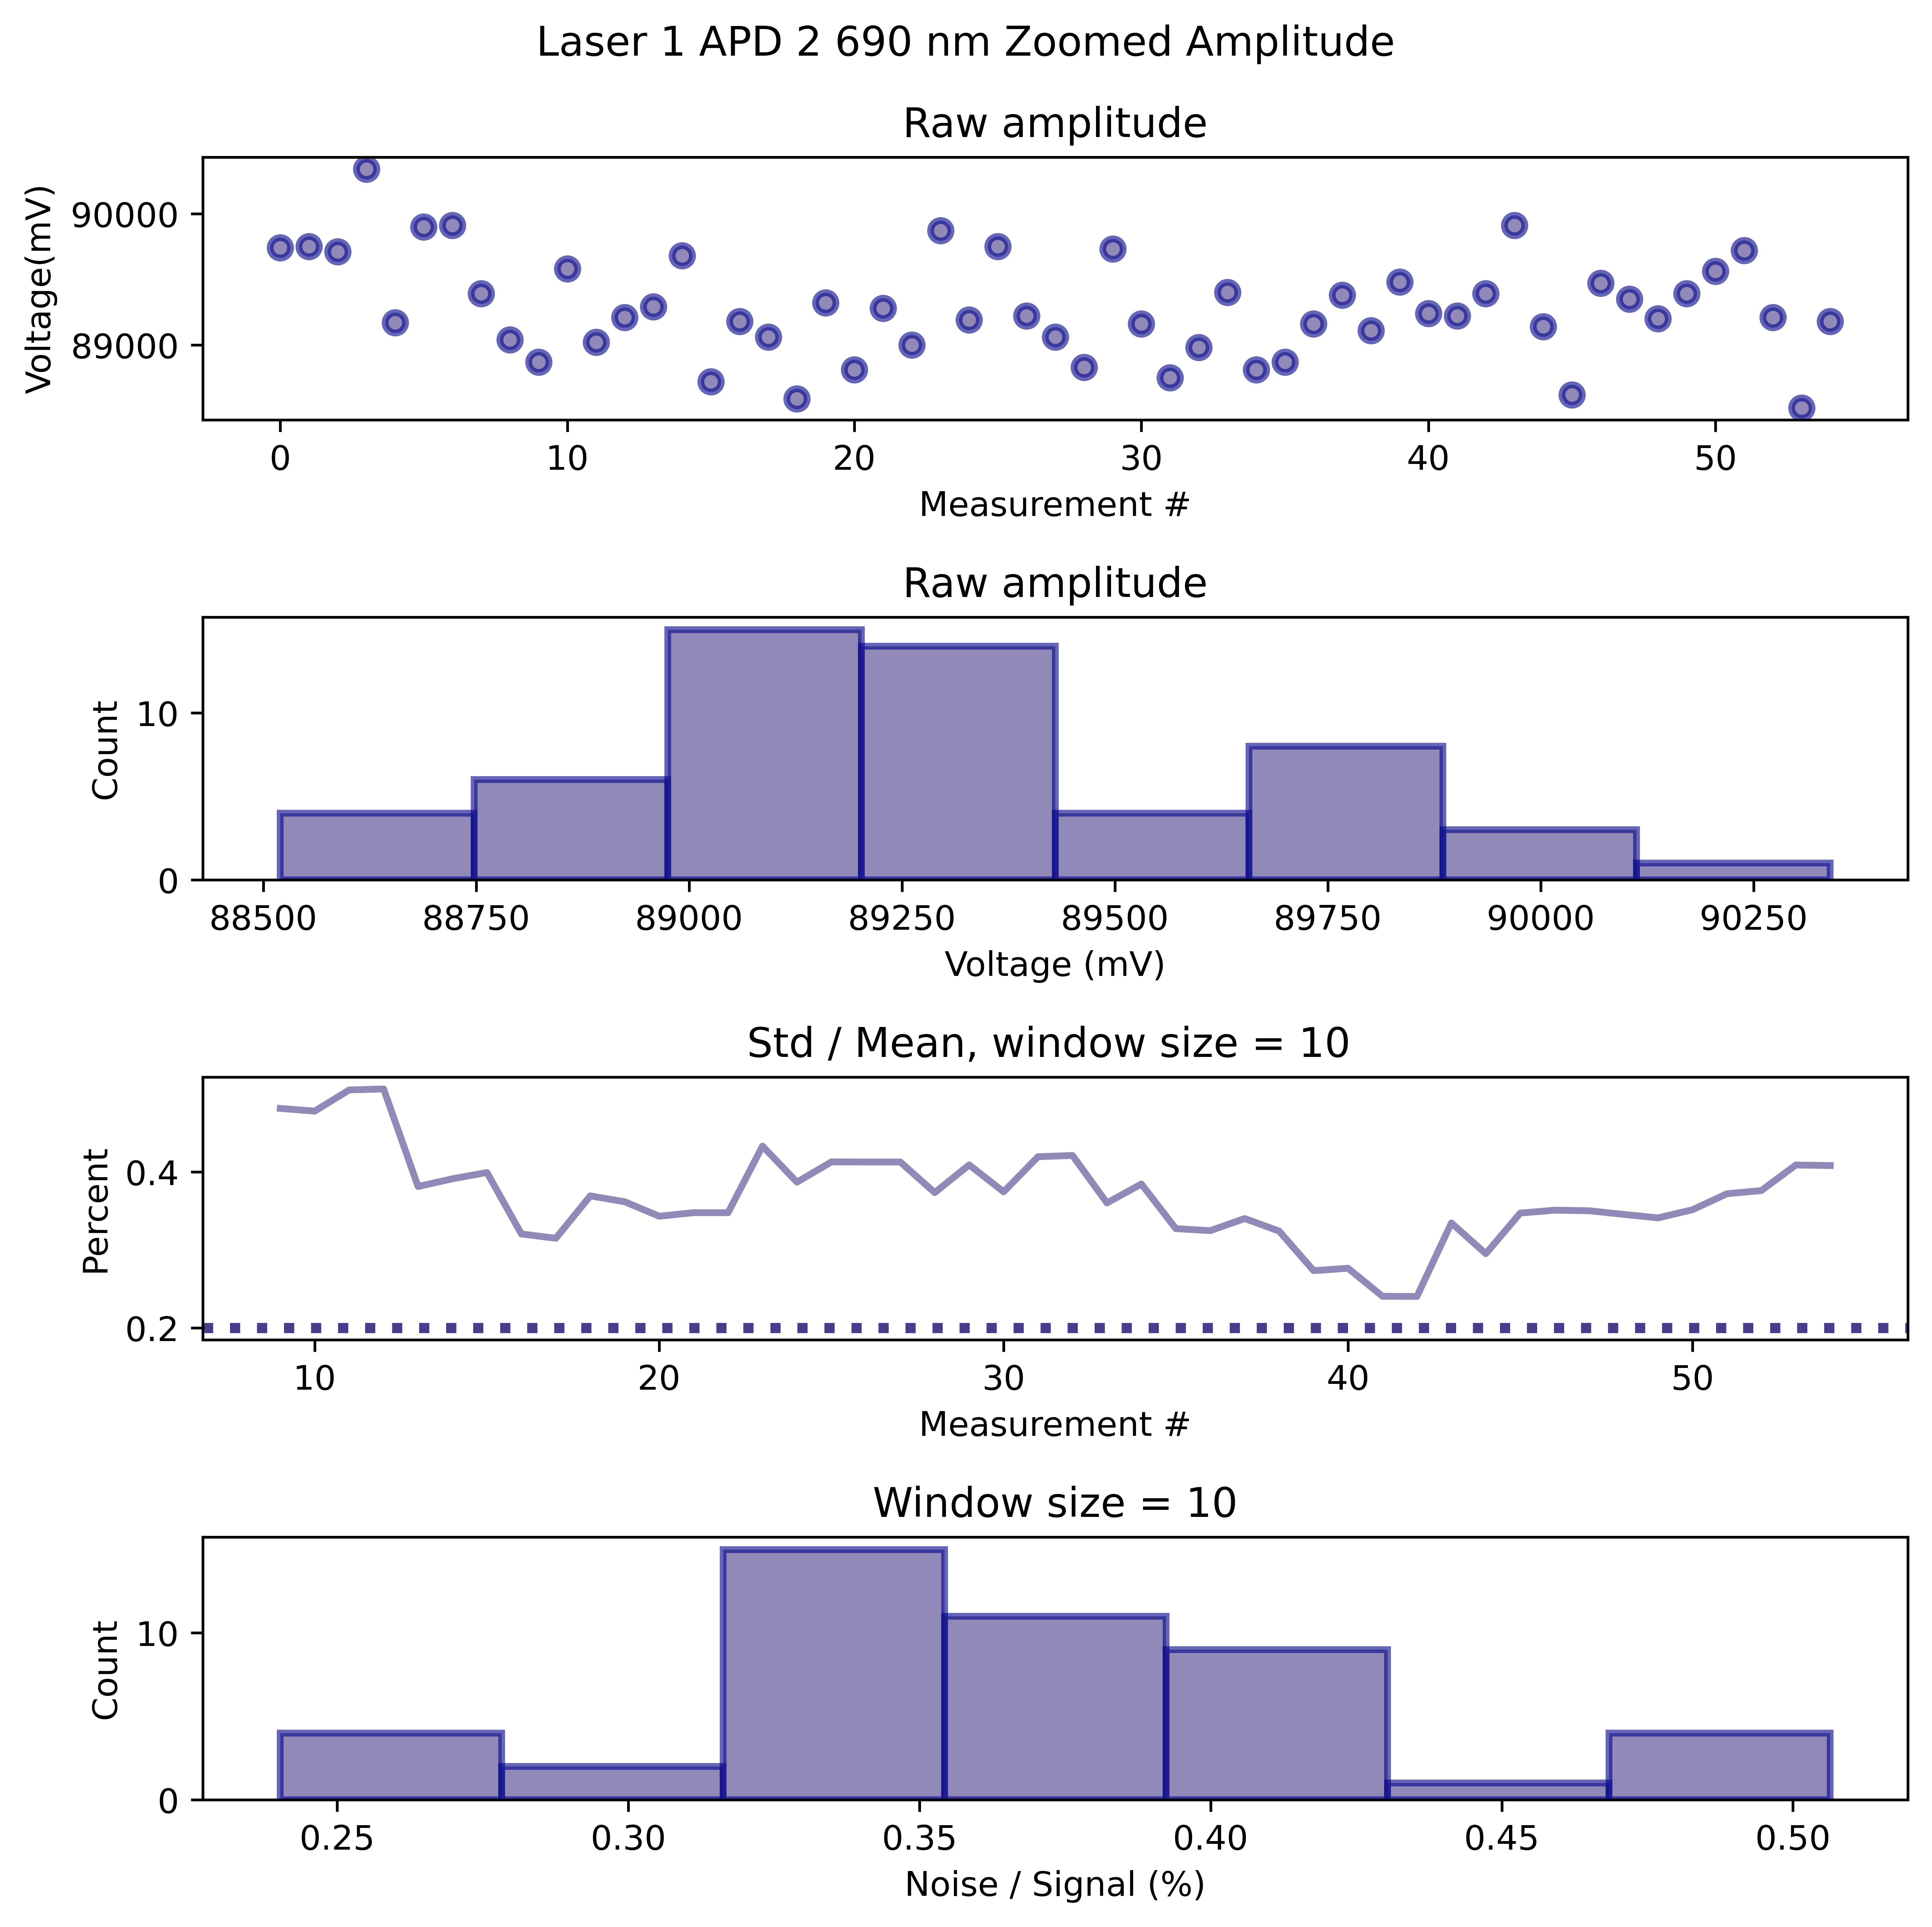 Laser 1 APD 2 690 nm Zoomed Amplitude
Raw amplitude
Voltage(mV)
90000
89000
0 10 20 30 40 50
Measurement #
Raw amplitude
Count
10
0
88500 88750 89000 89250 89500 89750 90000 90250
Voltage (mV)
Std / Mean, window size = 10
Percent
0.4
0.2
10 20 30 40 50
Measurement #
Window size = 10
Count
10
0
0.25 0.30 0.35 0.40 0.45 0.50
Noise / Signal (%)